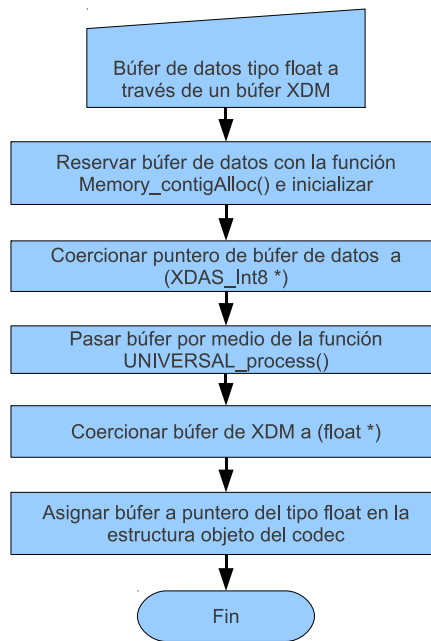 Búfer de datos tipo float a
través de un búfer XDM
Reservar búfer de datos con la función
Memory_contigAlloc() e inicializar
Coercionar puntero de búfer de datos a
(XDAS_Int8 *)
Pasar búfer por medio de la función
UNIVERSAL_process()
Coercionar búfer de XDM a (float *)
Asignar búfer a puntero del tipo float en la
estructura objeto del codec
Fin